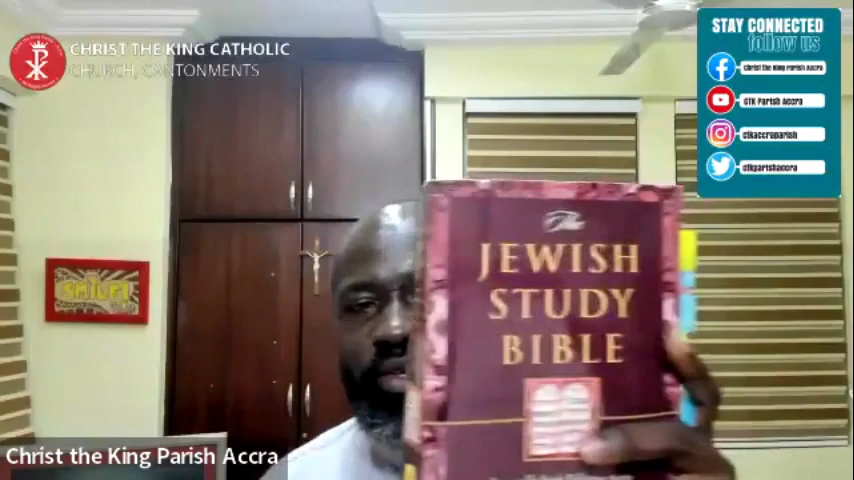 CHRIST THE KING CATHOLIC
CHURCH, CANTONMENTS
STAY CONNECTED
follow us
Christ the King Parish Accra
CTK Parish Accra
ctkaccraparish
ctkparishaccra
SMILE!
The
JEWISH
STUDY
BIBLE
Christ the King Parish Accra